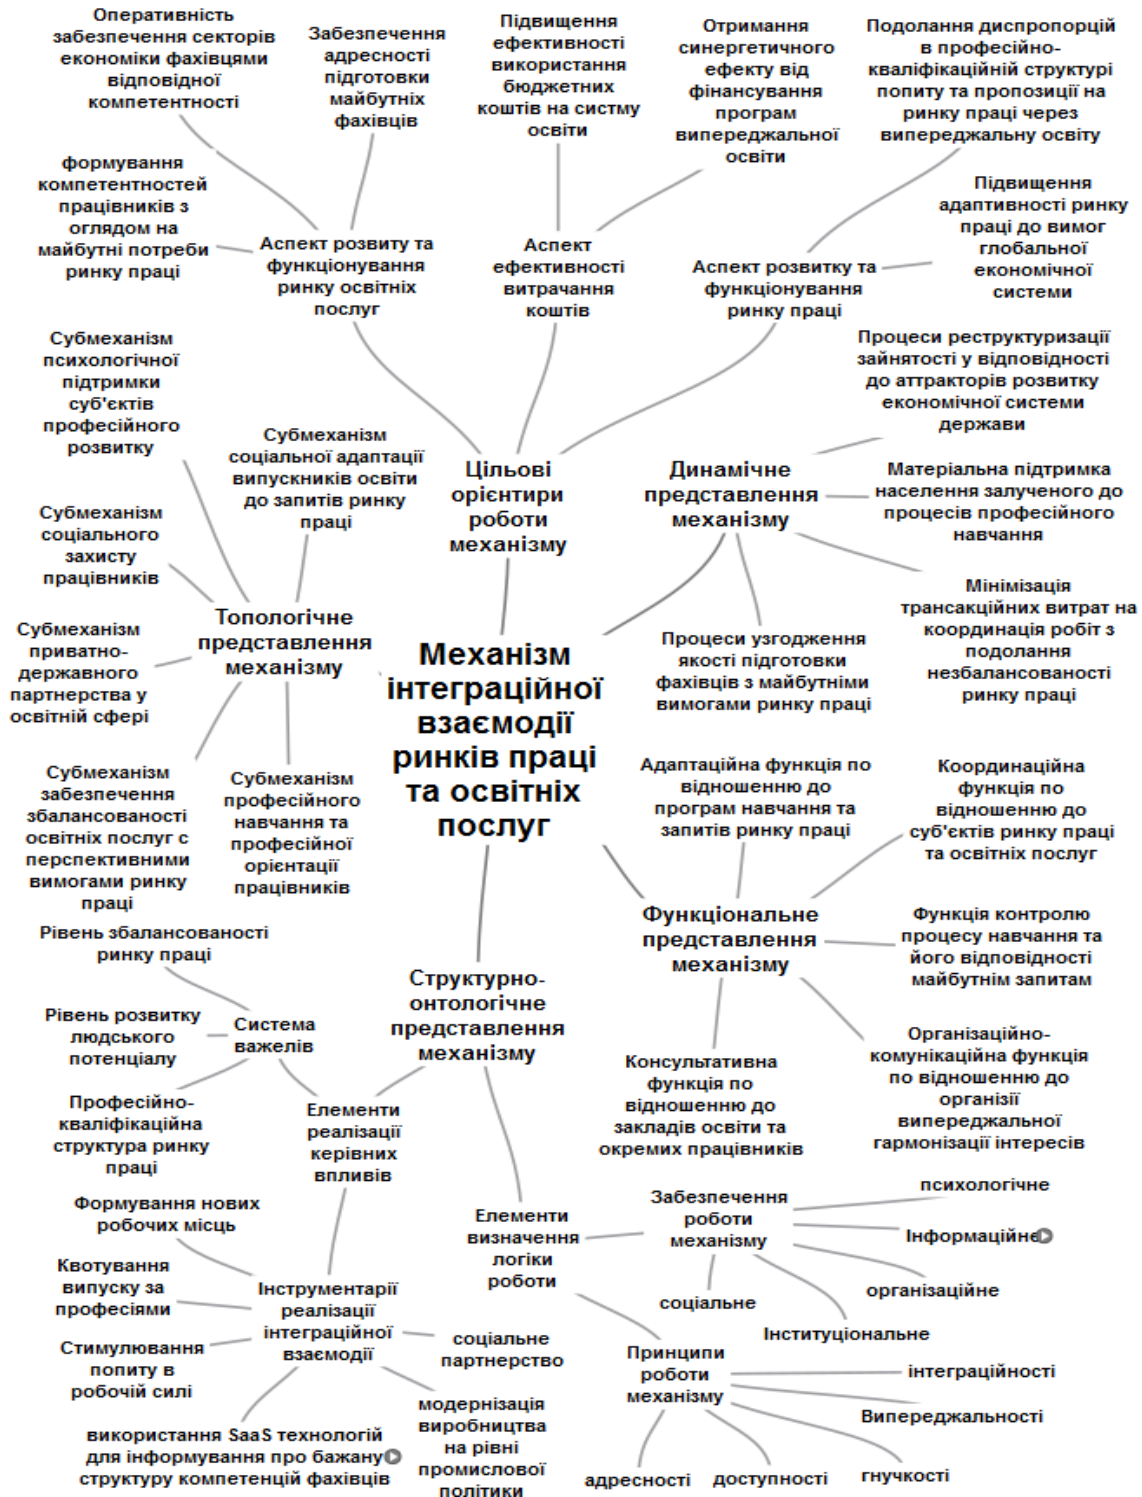 Оперативність
забезпечення секторів
економіки фахівцями
відповідної
компетентності
Забезпечення
адресності
підготовки
майбутніх
фахівців
Підвищення
ефективності
використання
бюджетних
коштів на систму
освіти
Отримання
синергетичного
ефекту від
фінансування
програм
випереджальної
освіти
Подолання диспропорцій
в професійно-
кваліфікаційній структурі
попиту та пропозиції на
ринку праці через
випереджальну освіту
формування
компетентностей
працівників з
оглядом на
майбутні потреби
ринку праці
Аспект розвиту та
функціонування
ринку освітніх
послуг
Аспект
ефективності
витрачання
коштів
Аспект розвитку та
функціонування
ринку праці
Підвищення
адаптивності ринку
праці до вимог
глобальної
економічної
системи
Субмеханізм
психологічної
підтримки
суб'єктів
професійного
розвитку
Субмеханізм
соціальної адаптації
випускників освіти
до запитів ринку
праці
Цільові
орієнтири
роботи
механізму
Динамічне
представлення
механізму
Процеси реструктуризації
зайнятості у відповідності
до аттракторів розвитку
економічної системи
держави
Матеріальна підтримка
населення залученого до
процесів професійного
навчання
Субмеханізм
соціального
захисту
працівників
Топологічне
представлення
механізму
Мінімізація
трансакційних витрат на
координація робіт з
подолання
незбалансованості
ринку праці
Субмеханізм
приватно-
державного
партнерства у
освітній сфері
Процеси узгодження
якості підготовки
фахівців з майбутніми
вимогами ринку праці
Механізм
інтеграційної
взаємодії
ринків праці
та освітніх
послуг
Субмеханізм
забезпечення
збалансованості
освітніх послуг с
перспективними
вимогами ринку
праці
Субмеханізм
професійного
навчання та
професійної
орієнтації
працівників
Адаптаційна функція по
відношенню до
програм навчання та
запитів ринку праці
Координаційна
функція по
відношенню до
суб'єктів ринку праці
та освітніх послуг
Функціональне
представлення
механізму
Функція контролю
процесу навчання та
його відповідності
майбутнім запитам
Рівень збалансованості
ринку праці
Структурно-
онтологічне
представлення
механізму
Рівень розвитку
людського
потенціалу
Система
важелів
Організаційно-
комунікаційна функція
по відношенню до
організії
випереджальної
гармонізації інтересів
Консультативна
функція по
відношенню до
закладів освіти та
окремих працівників
Професійно-
кваліфікаційна
структура ринку
праці
Елементи
реалізації
керівних
впливів
Формування нових
робочих місць
Елементи
визначення
логіки
роботи
Забезпечення
роботи
механізму
психологічне
Інформаційне
організаційне
соціальне
Інституціональне
Квотування
випуску за
професіями
Інструментарії
реалізації
інтеграційної
взаємодії
Стимулювання
попиту в
робочій силі
соціальне
партнерство
Принципи
роботи
механізму
інтеграційності
Випереджальності
гнучкості
доступності
адресності
модернізація
виробництва
на рівні
промислової
політики
використання SaaS технологій
для інформування про бажану
структуру компетенцій фахівців